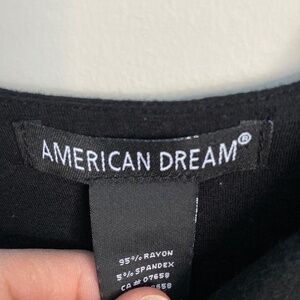 AMERICAN DREAM®
95% RAYON
5% SPANDEX
CA # 07658